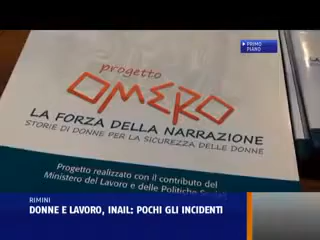 PRIMO
PIANO
progetto
OMERO
LA FORZA DELLA NARRAZIONE
STORIE DI DONNE PER LA SICUREZZA DELLE DONNE
Progetto realizzato con il contributo del
Ministero del Lavoro e delle Politiche
RIMINI
DONNE E LAVORO, INAIL: POCHI GLI INCIDENTI